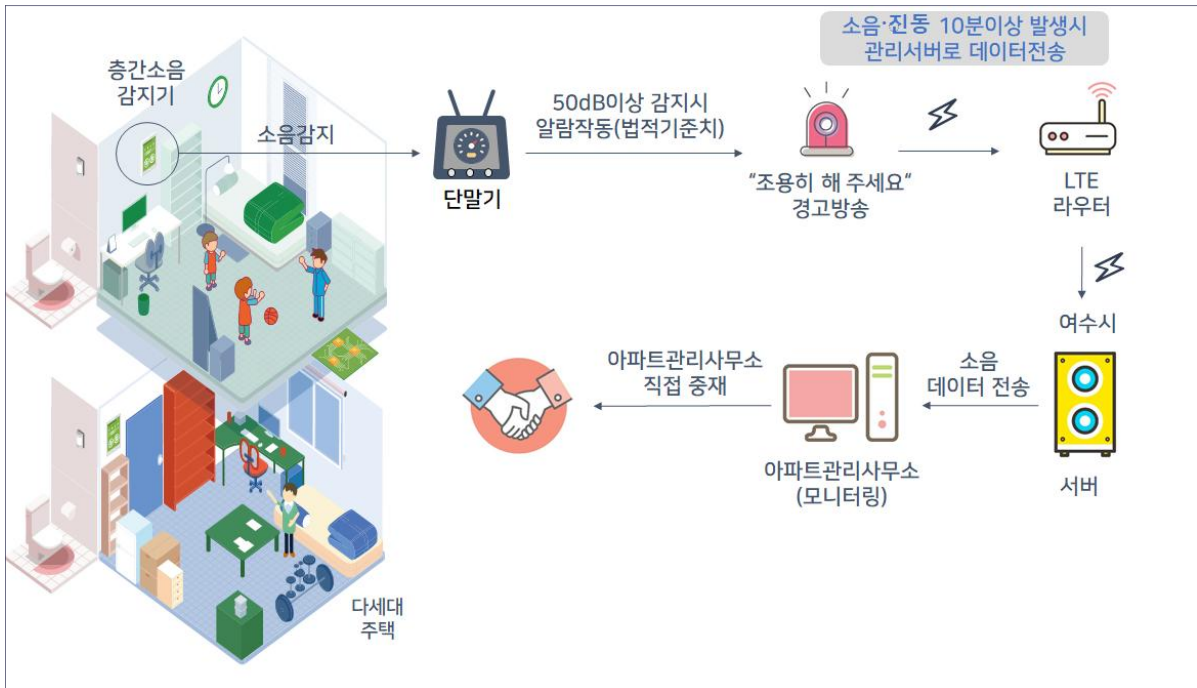 소음·진동 10분이상 발생시
관리서버로 데이터전송
층간소음
감지기
소음감지
단말기
50dB이상 감지시
알람작동(법적기준치)
“조용히 해 주세요“
경고방송
LTE
라우터
여수시
서버
소음
데이터 전송
아파트관리사무소
(모니터링)
아파트관리사무소
직접 중재
다세대
주택